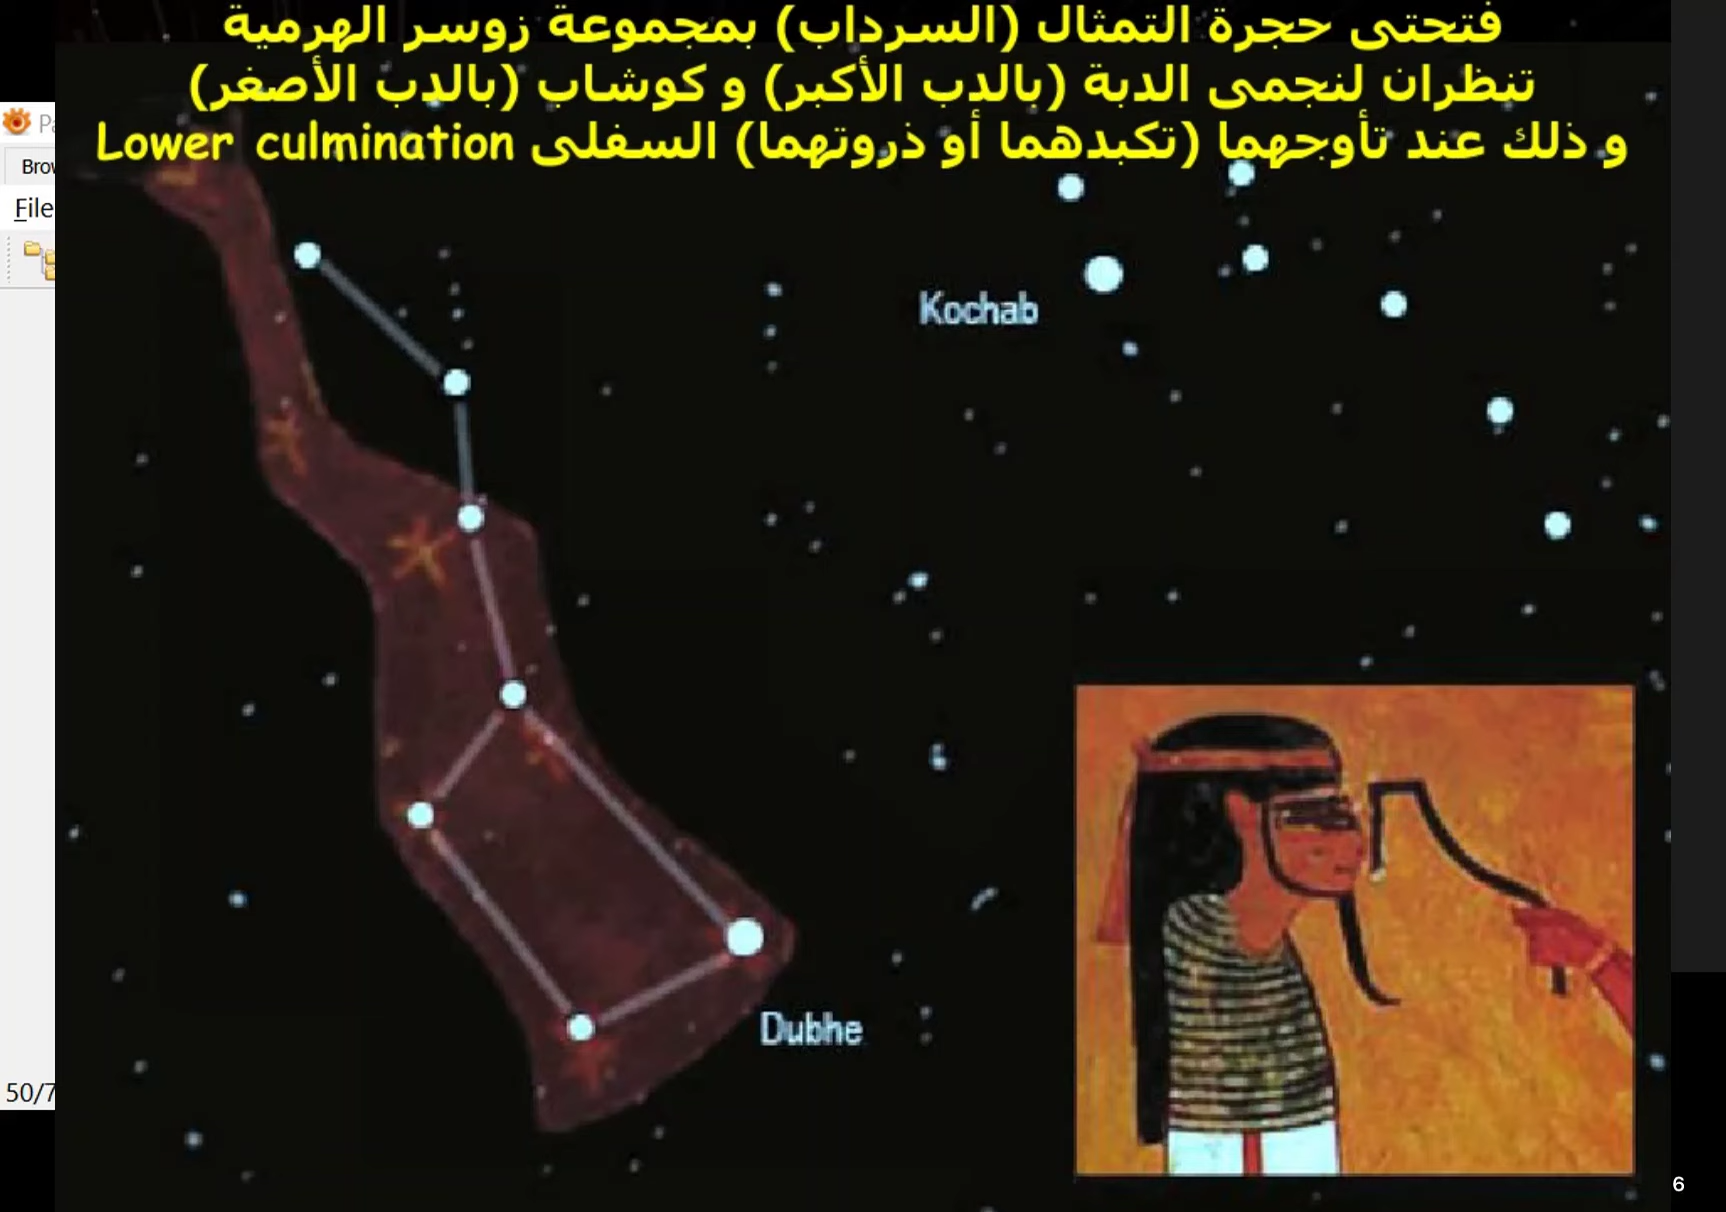 فتحتى حجرة التمثال (السرداب) بمجموعة زوسر الهرمية
تنظران لنجمى الدبة (بالدب الأكبر) و كوشاب (بالدب الأصغر)
و ذلك عند تأوجهما (تكبدهما أو ذروتهما) السفلى Lower culmination
File
Kochab
Dubhe
50/7
6